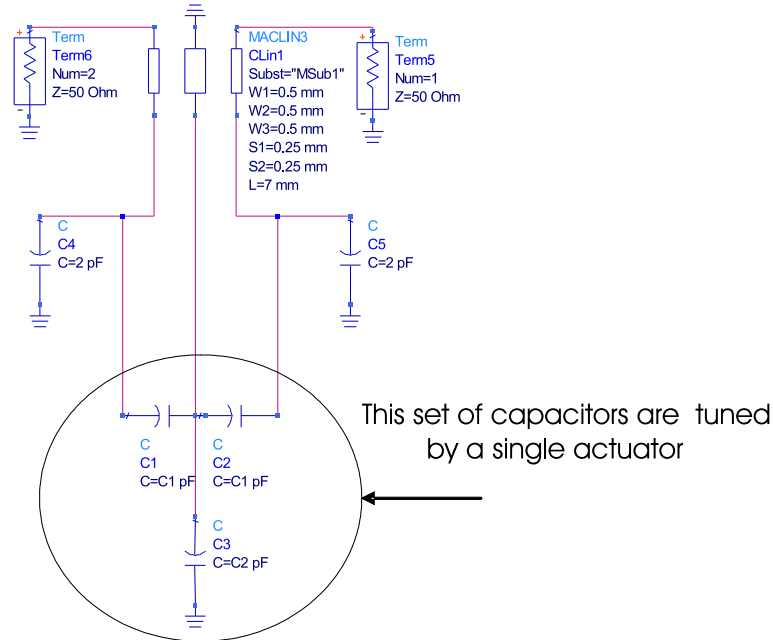 +
Term
Term6
Num=2
Z=50 Ohm
-
MACLIN3
CLin1
Subst="MSub1"
W1=0.5 mm
W2=0.5 mm
W3=0.5 mm
S1=0.25 mm
S2=0.25 mm
L=7 mm
+
Term
Term5
Num=1
Z=50 Ohm
-
C
C4
C=2 pF
C
C5
C=2 pF
This set of capacitors are tuned
by a single actuator
C
C1
C=C1 pF
C
C2
C=C1 pF
C
C3
C=C2 pF